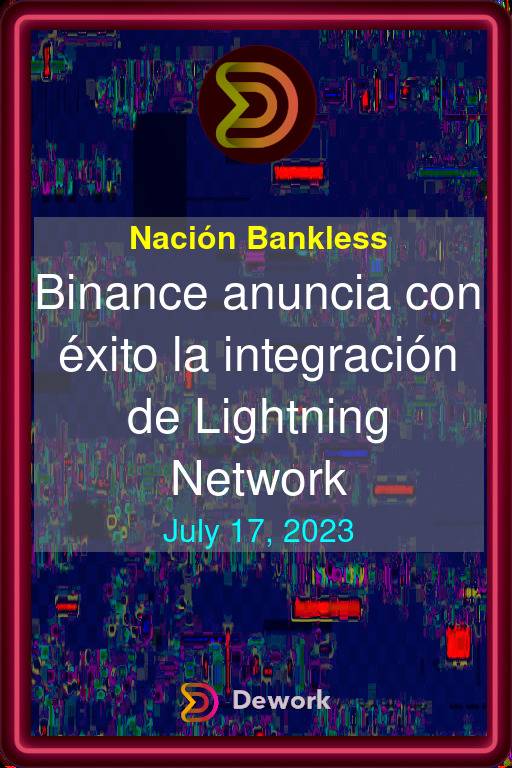 Nación Bankless
Binance anuncia con
éxito la integración
de Lightning
Network
July 17, 2023
Dework